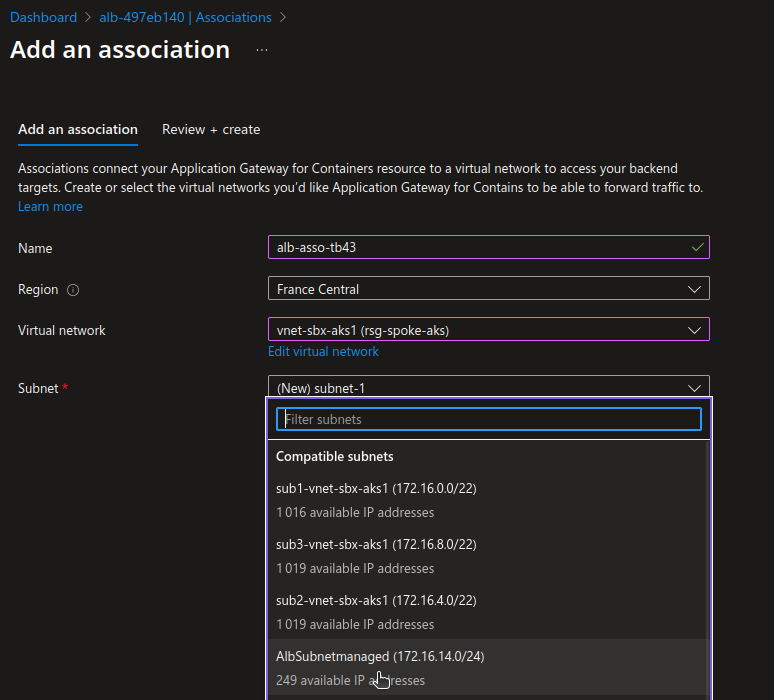 Dashboard > alb-497eb140 | Associations >
Add an association ...
Add an association Review + create
Associations connect your Application Gateway for Containers resource to a virtual network to access your backend
targets. Create or select the virtual networks you'd like Application Gateway for Contains to be able to forward traffic to.
Learn more
Name alb-asso-tb43
Region France Central
Virtual network vnet-sbx-aks1 (rsg-spoke-aks)
Edit virtual network
Subnet * (New) subnet-1
Filter subnets
Compatible subnets
sub1-vnet-sbx-aks1 (172.16.0.0/22)
1 016 available IP addresses
sub3-vnet-sbx-aks1 (172.16.8.0/22)
1 019 available IP addresses
sub2-vnet-sbx-aks1 (172.16.4.0/22)
1 019 available IP addresses
AlbSubnetmanaged (172.16.14.0/24)
249 available IP addresses